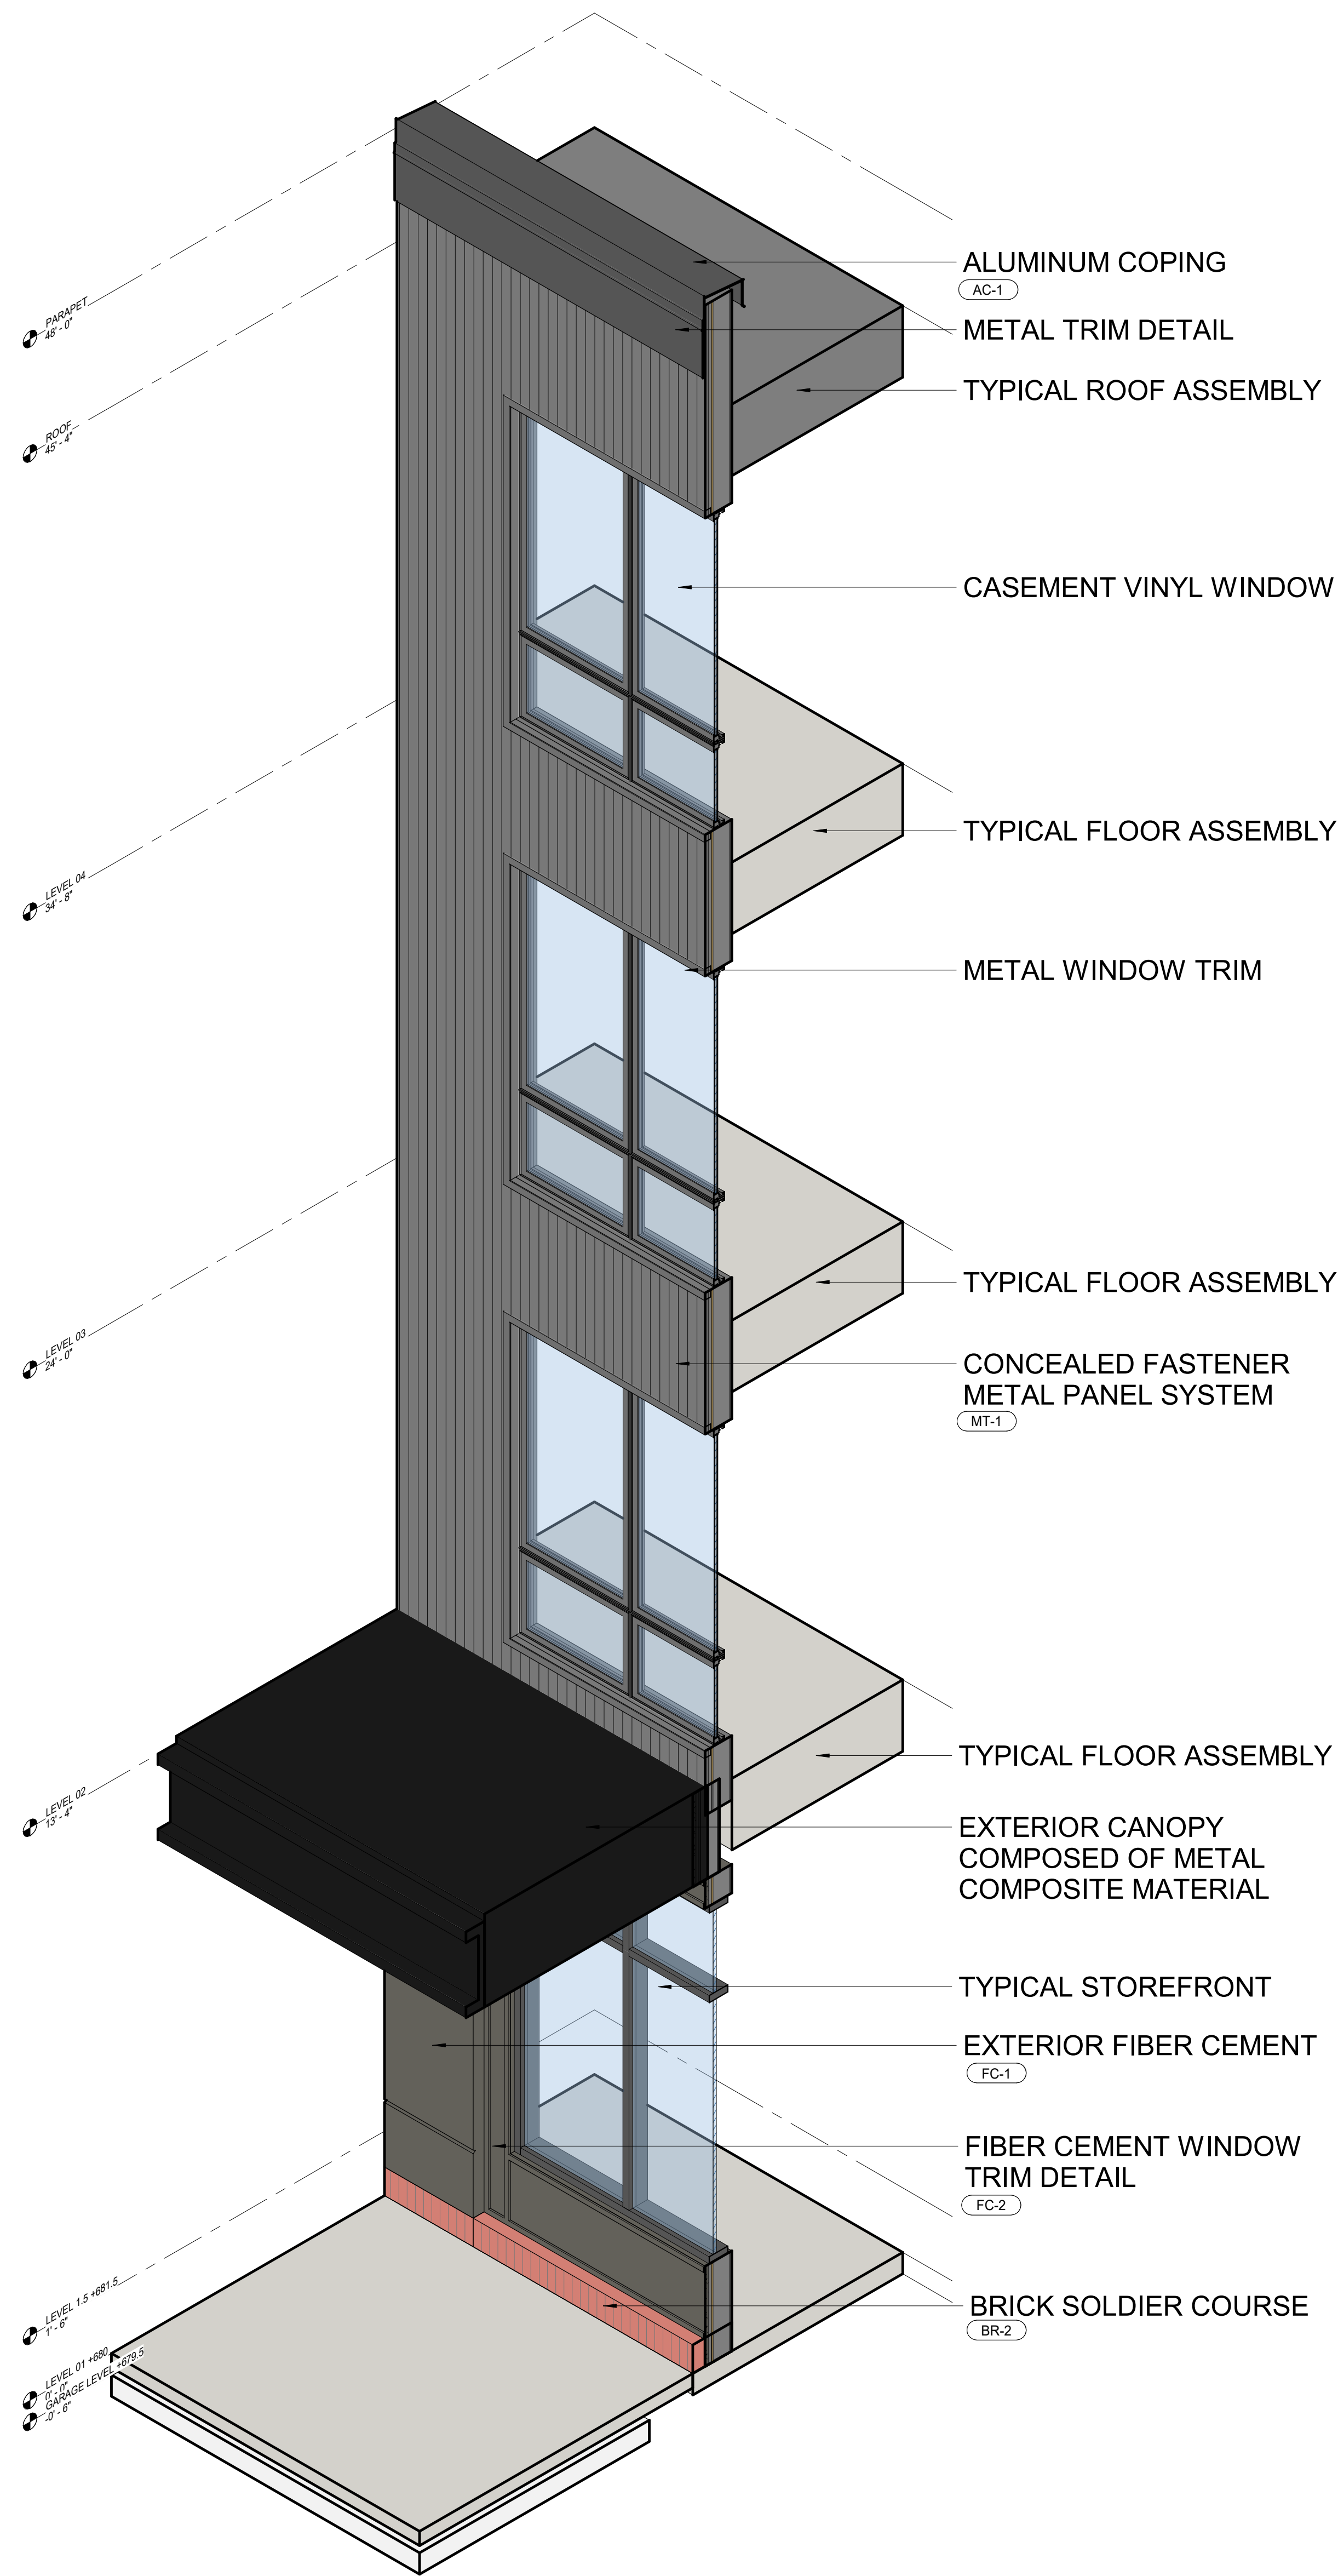 ALUMINUM COPING
AC-1
PARAPET
48' - 0"
METAL TRIM DETAIL
TYPICAL ROOF ASSEMBLY
ROOF
45' - 4"
CASEMENT VINYL WINDOW
TYPICAL FLOOR ASSEMBLY
LEVEL 04
34' - 8"
METAL WINDOW TRIM
TYPICAL FLOOR ASSEMBLY
LEVEL 03
24' - 0"
CONCEALED FASTENER
METAL PANEL SYSTEM
MT-1
TYPICAL FLOOR ASSEMBLY
LEVEL 02
13' - 4"
EXTERIOR CANOPY
COMPOSED OF METAL
COMPOSITE MATERIAL
TYPICAL STOREFRONT
EXTERIOR FIBER CEMENT
FC-1
FIBER CEMENT WINDOW
TRIM DETAIL
FC-2
BRICK SOLDIER COURSE
BR-2
LEVEL 1.5 +681.5
1' - 6"
LEVEL 01 +680
0' - 0"
GARAGE LEVEL +679.5
-0' - 6"